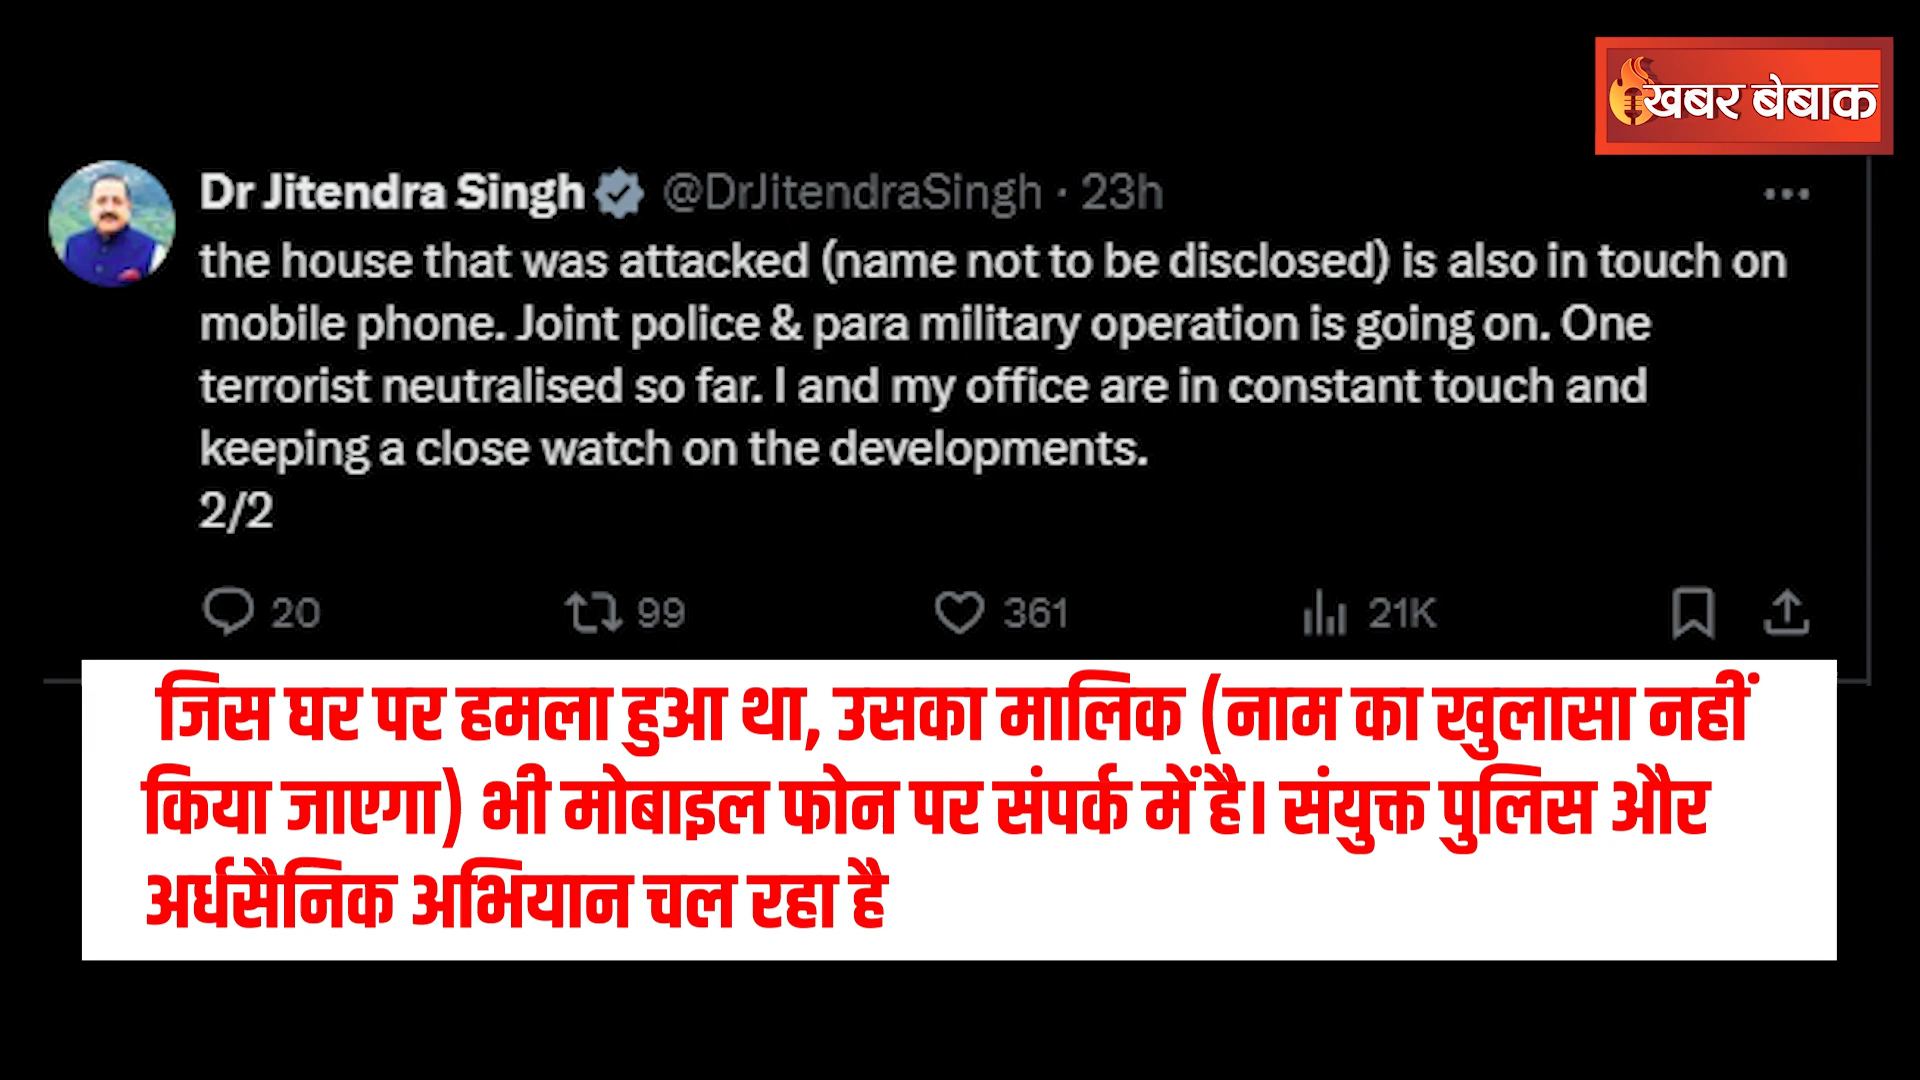 खबर बेबाक
Dr Jitendra Singh @DrJitendraSingh · 23h
the house that was attacked (name not to be disclosed) is also in touch on
mobile phone. Joint police & para military operation is going on. One
terrorist neutralised so far. I and my office are in constant touch and
keeping a close watch on the developments.
2/2
20 99 361 21K
जिस घर पर हमला हुआ था, उसका मालिक (नाम का खुलासा नहीं
किया जाएगा) भी मोबाइल फोन पर संपर्क में है। संयुक्त पुलिस और
अर्धसैनिक अभियान चल रहा है